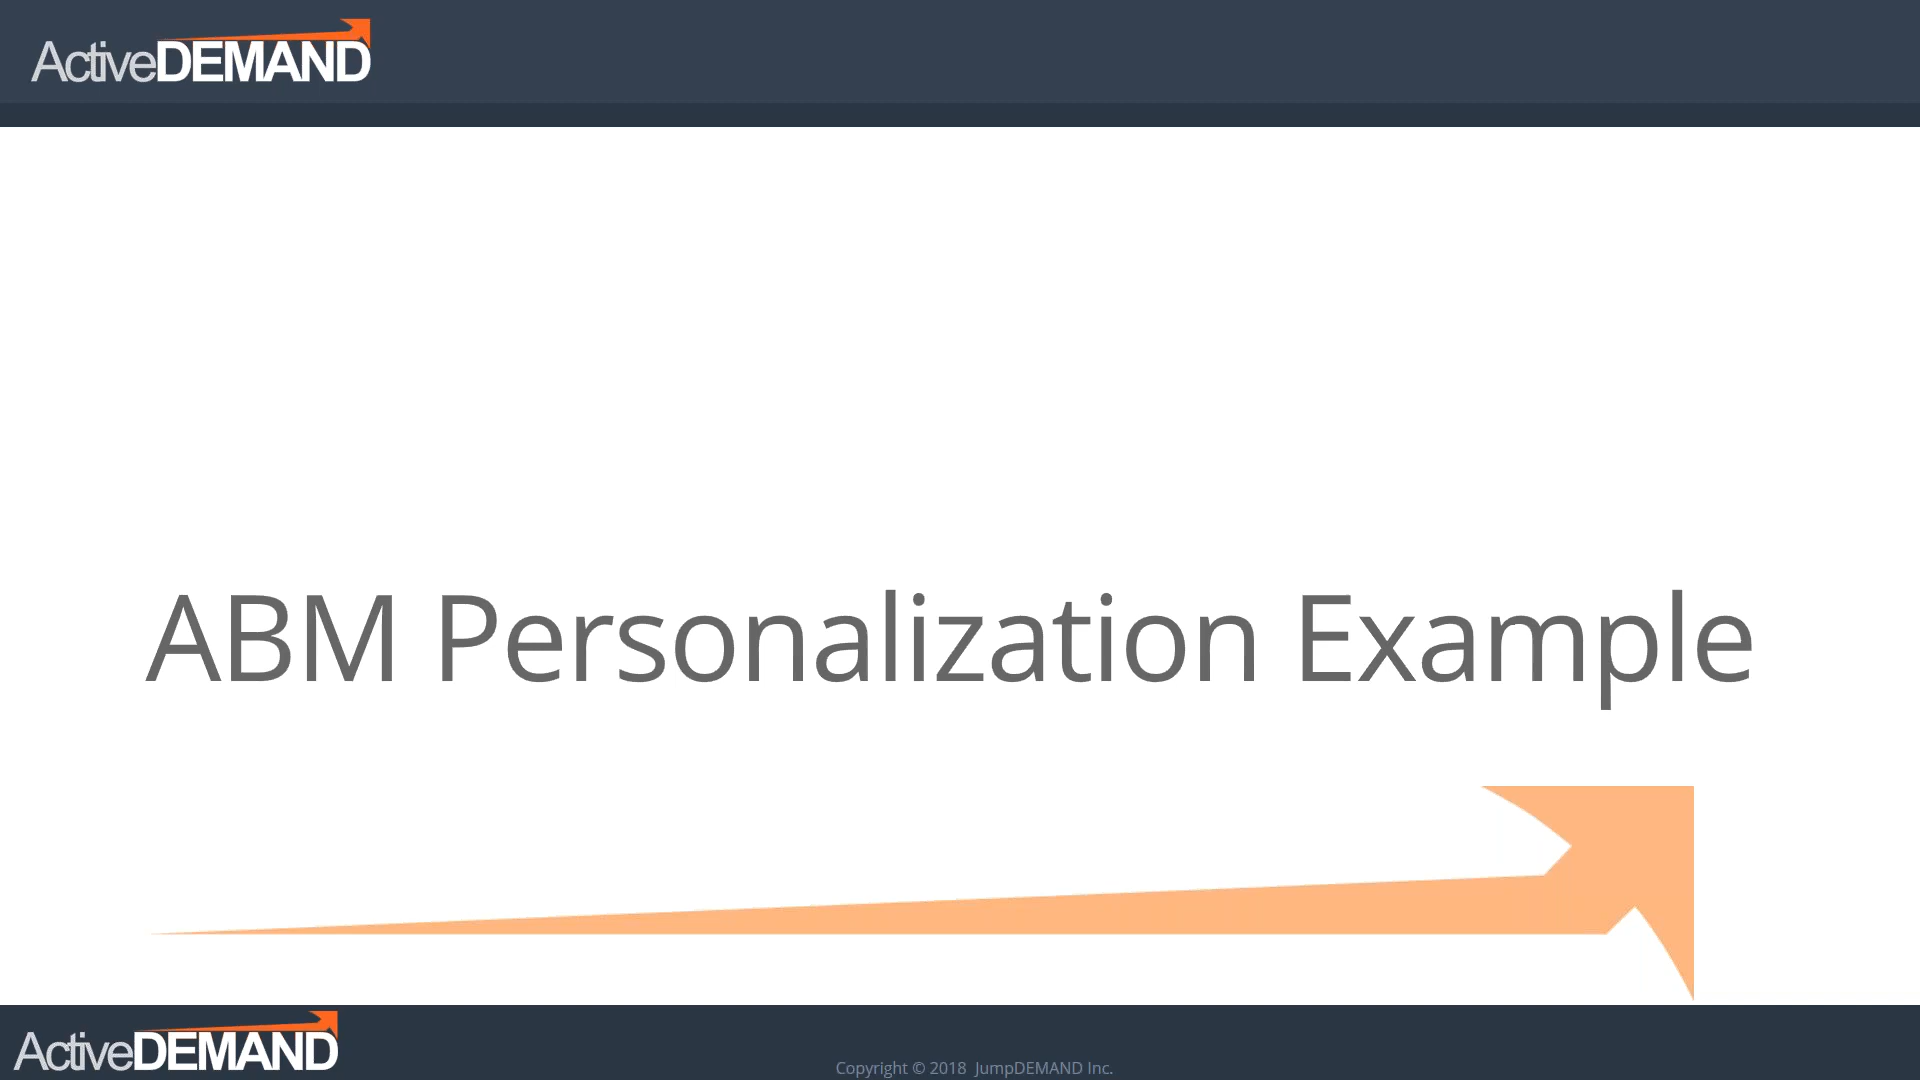 ActiveDEMAND
ABM Personalization Example
ActiveDEMAND
Copyright © 2018 JumpDEMAND Inc.